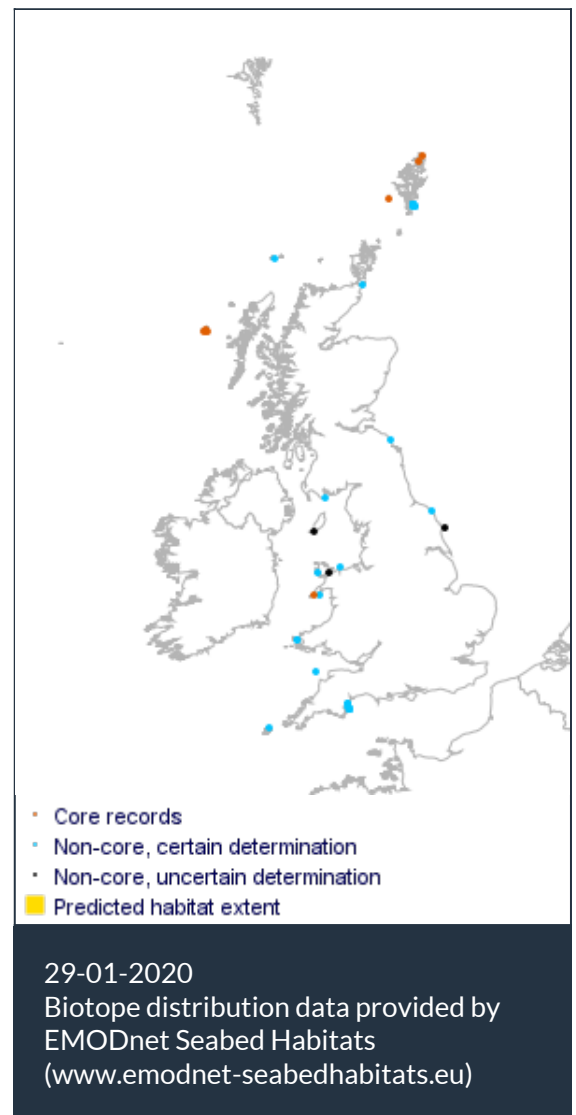 Core records
Non-core, certain determination
Non-core, uncertain determination
Predicted habitat extent
29-01-2020
Biotope distribution data provided by
EMODnet Seabed Habitats
(www.emodnet-seabedhabitats.eu)